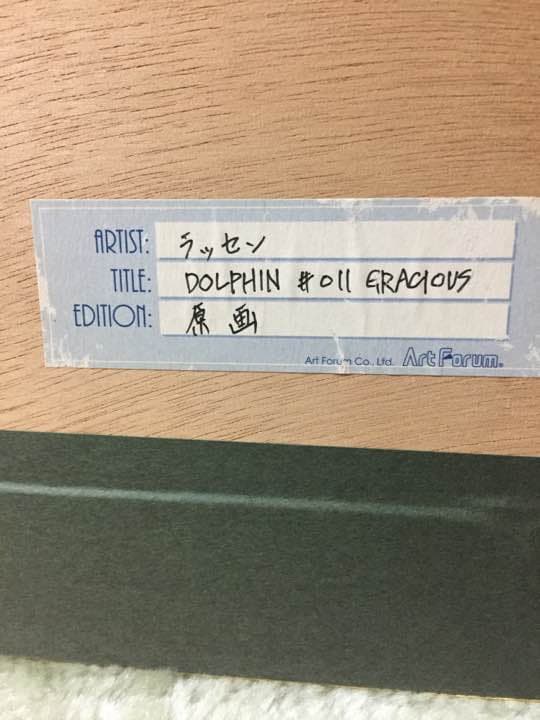 ARTIST: ラッセン
TITLE: DOLPHIN #011 GRACIOUS
EDITION: 原画
Art Forum Co., Ltd. Art Forum.